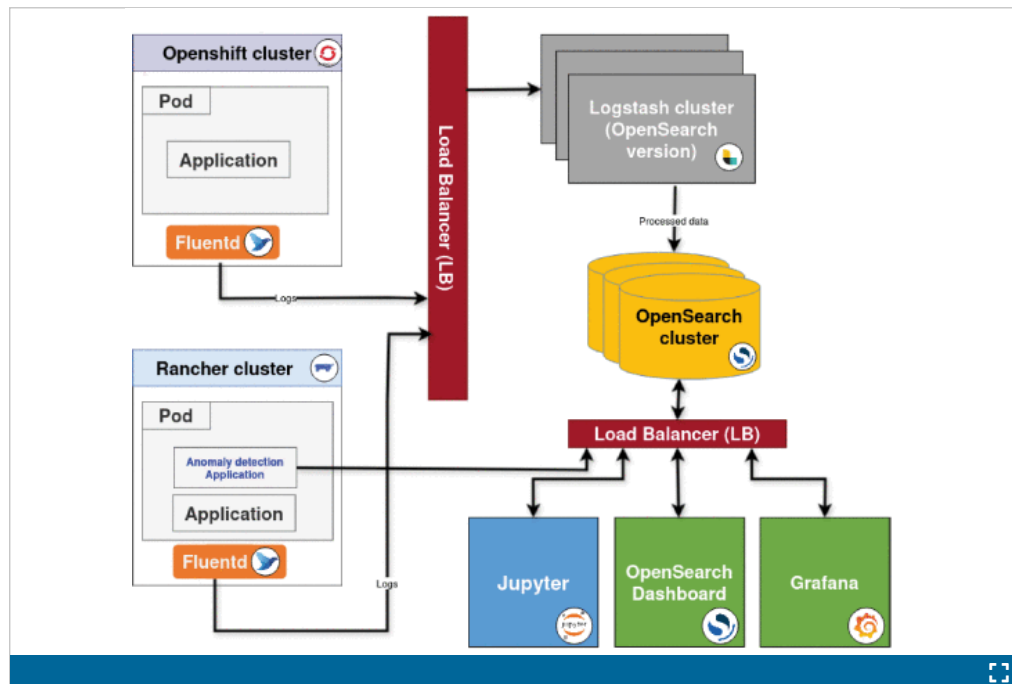 Openshift cluster
Pod
Application
Fluentd
Logs
Rancher cluster
Pod
Anomaly detection
Application
Application
Fluentd
Logs
Load Balancer (LB)
Logstash cluster
(OpenSearch
version)
Processed data
OpenSearch
cluster
Load Balancer (LB)
Jupyter
jupyter
OpenSearch
Dashboard
Grafana